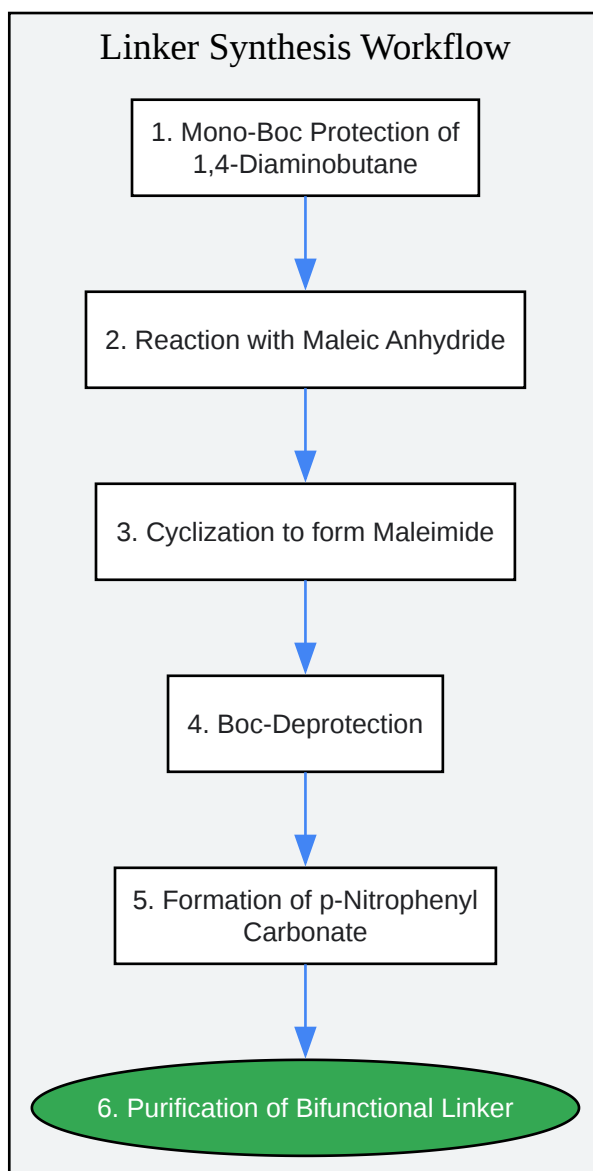 Linker Synthesis Workflow
1. Mono-Boc Protection of
1,4-Diaminobutane
2. Reaction with Maleic Anhydride
3. Cyclization to form Maleimide
4. Boc-Deprotection
5. Formation of p-Nitrophenyl
Carbonate
6. Purification of Bifunctional Linker